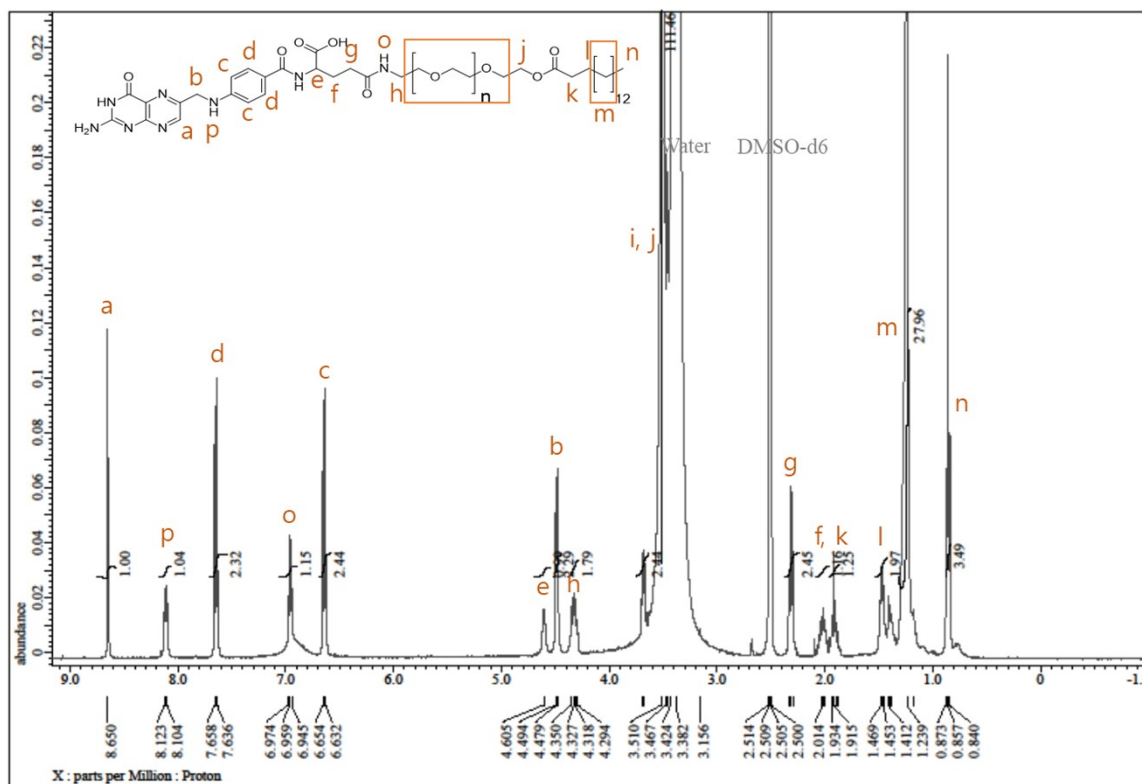 0.22
0.2
0.18
0.16
0.14
0.12
0.1
0.08
0.06
0.04
0.02
0
abundance
O
HN
H₂N
N
N
N
a
b
N
H
p
c
c
d
d
O
N
H
e
O
OH
f
g
O
o
H
N
h
O
n
O
j
O
O
k
l
m
12
n
111.46
Water DMSO-d6
i, j
a
p
d
o
c
e
b
h
g
f, k
l
m
n
1.00
1.04
2.32
1.15
2.44
2.29
1.79
2.44
2.45
1.25
1.97
27.96
3.49
9.0 8.0 7.0 6.0 5.0 4.0 3.0 2.0 1.0 0 -1.
8.650
8.123
8.104
7.658
7.636
6.974
6.959
6.945
6.654
6.632
4.605
4.494
4.479
4.350
4.327
4.318
4.294
3.510
3.467
3.424
3.382
3.156
2.514
2.509
2.505
2.500
2.014
1.934
1.915
1.469
1.453
1.412
1.239
0.873
0.857
0.840
X : parts per Million : Proton